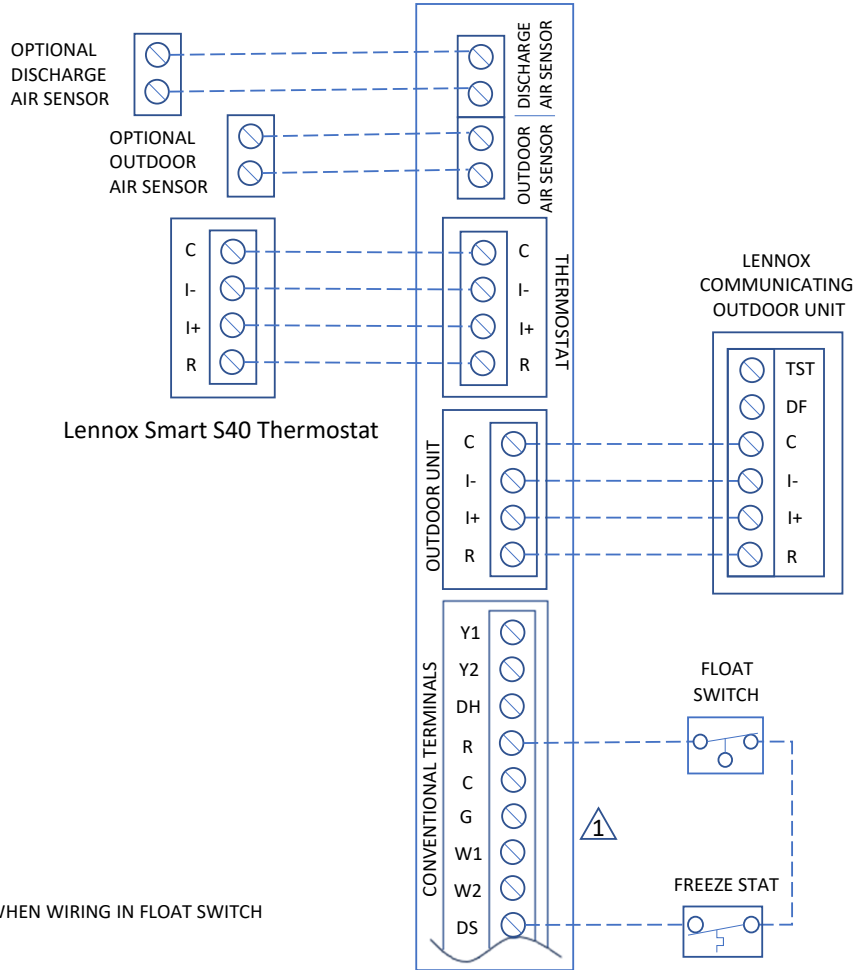 OPTIONAL
DISCHARGE
AIR SENSOR
DISCHARGE
AIR SENSOR
OPTIONAL
OUTDOOR
AIR SENSOR
OUTDOOR
AIR SENSOR
C
I-
I+
R
Lennox Smart S40 Thermostat
C
I-
I+
R
THERMOSTAT
LENNOX
COMMUNICATING
OUTDOOR UNIT
TST
DF
C
I-
I+
R
OUTDOOR UNIT
C
I-
I+
R
CONVENTIONAL TERMINALS
Y1
Y2
DH
R
C
G
W1
W2
DS
1
FLOAT
SWITCH
FREEZE STAT
WHEN WIRING IN FLOAT SWITCH